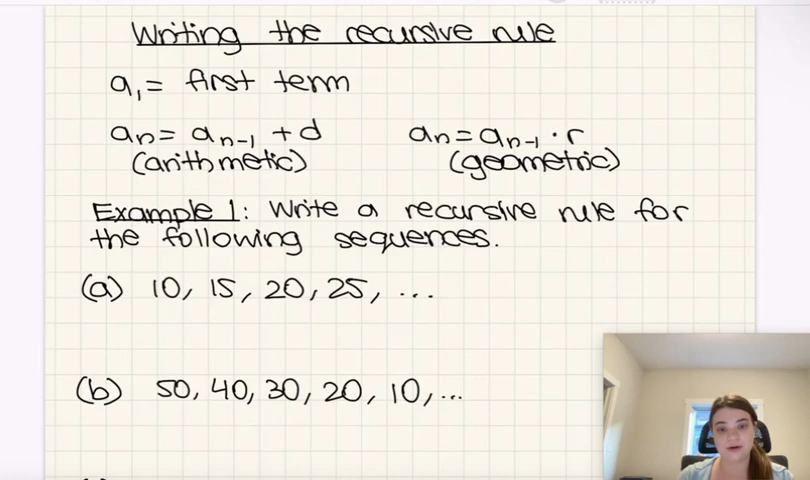 Writing the recursive rule
a₁ = first term
aₙ = aₙ₋₁ + d aₙ = aₙ₋₁ · r
(arithmetic) (geometric)
Example 1: Write a recursive rule for
the following sequences.
(a) 10, 15, 20, 25, ...
(b) 50, 40, 30, 20, 10, ...